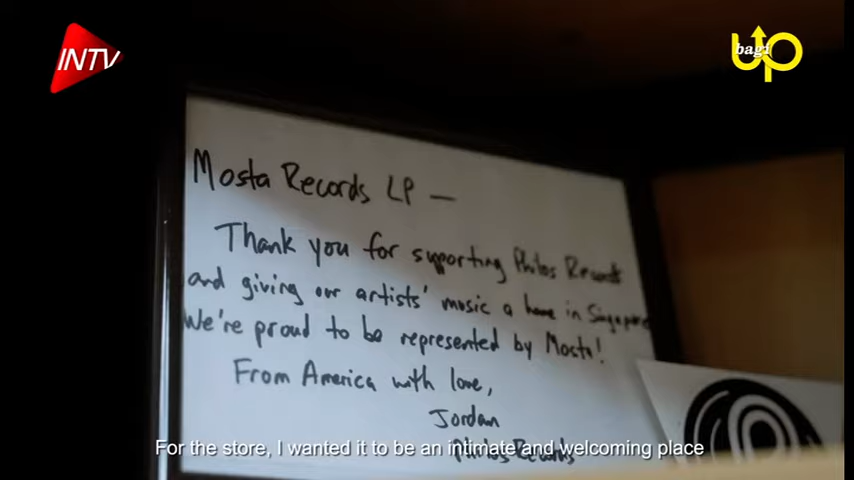 INTV
bagi
UP
Mosta Records LP —
Thank you for supporting Philos Records
and giving our artists' music a home in Singapore
We're proud to be represented by Mosta!
From America with love,
Jordan
Philos Records
For the store, I wanted it to be an intimate and welcoming place